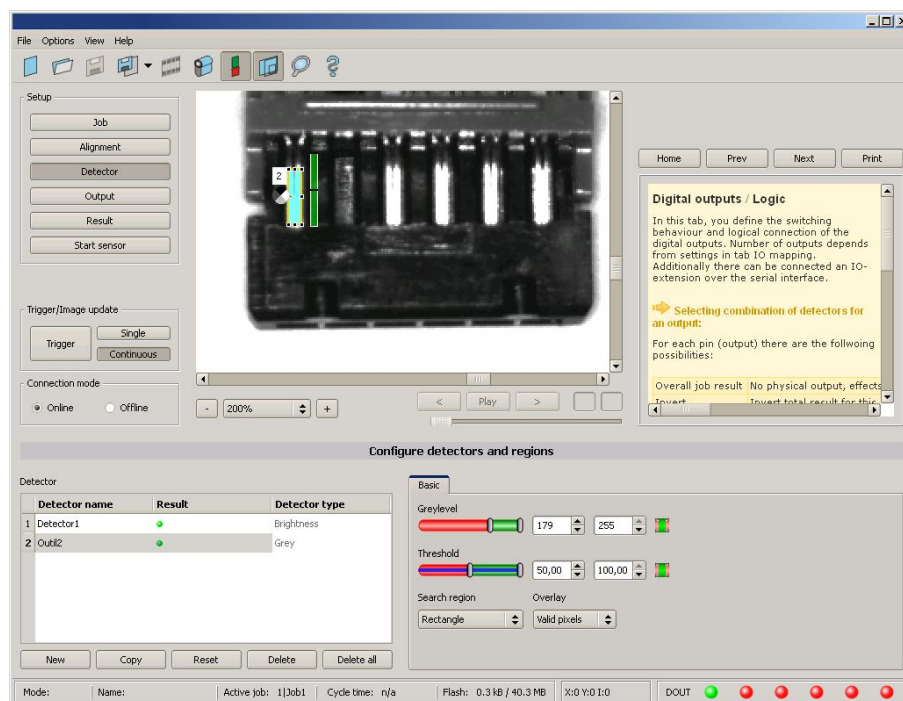 File Options View Help
Setup
Job
Alignment
Detector
Output
Result
Start sensor
Trigger/Image update
Trigger
Single
Continuous
Connection mode
Online Offline
2
- 200% +
< Play >
Home Prev Next Print
Digital outputs / Logic
In this tab, you define the switching
behaviour and logical connection of the
digital outputs. Number of outputs depends
from settings in tab IO mapping.
Additionally there can be connected an IO-
extension over the serial interface.
Selecting combination of detectors for
an output:
For each pin (output) there are the follwoing
possibilities:
Overall job result No physical output, effects
Invert Invert total result for this
Configure detectors and regions
Detector
Detector name Result Detector type
1 Detector1 Brightness
2 Outil2 Grey
New Copy Reset Delete Delete all
Basic
Greylevel
179 255
Threshold
50,00 100,00
Search region Overlay
Rectangle Valid pixels
Mode: Name: Active job: 1|Job1 Cycle time: n/a Flash: 0.3 kB / 40.3 MB X:0 Y:0 I:0 DOUT